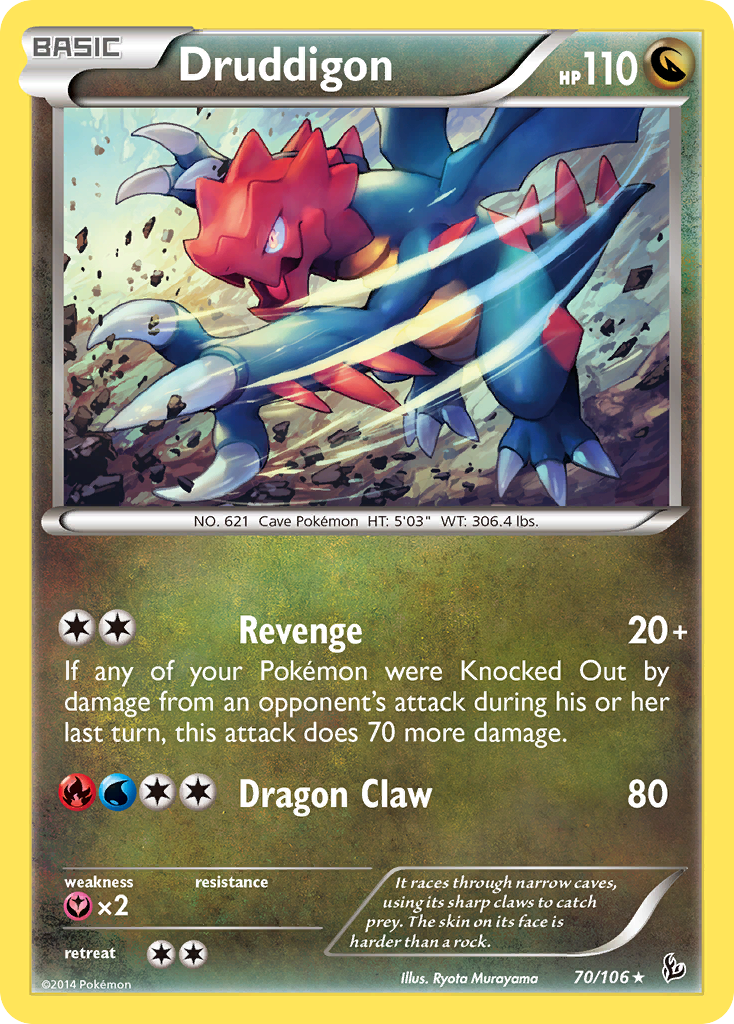 BASIC
Druddigon
HP110
NO. 621 Cave Pokémon HT: 5'03" WT: 306.4 lbs.
Revenge 20+
If any of your Pokémon were Knocked Out by
damage from an opponent's attack during his or her
last turn, this attack does 70 more damage.
Dragon Claw 80
weakness resistance
×2
retreat
It races through narrow caves,
using its sharp claws to catch
prey. The skin on its face is
harder than a rock.
©2014 Pokémon
Illus. Ryota Murayama
70/106★